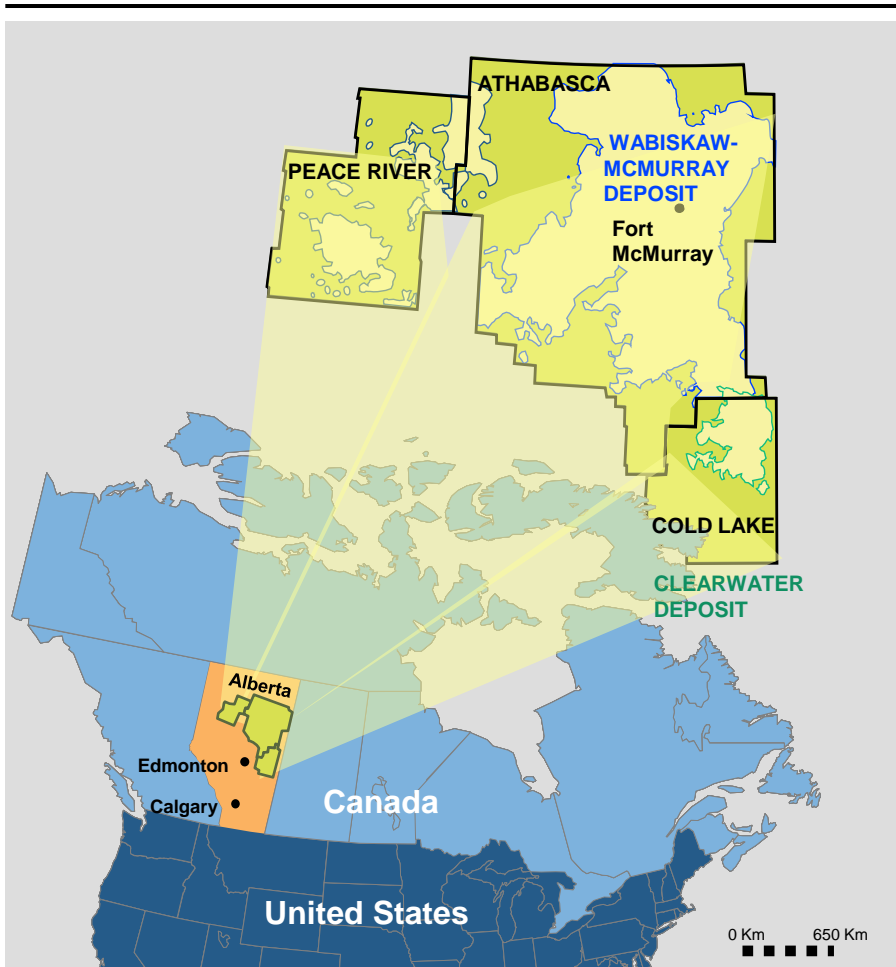 ATHABASCA
WABISKAW-
MCMURRAY
DEPOSIT
PEACE RIVER
Fort
McMurray
COLD LAKE
CLEARWATER
DEPOSIT
Alberta
Edmonton
Calgary
Canada
United States
0 Km 650 Km